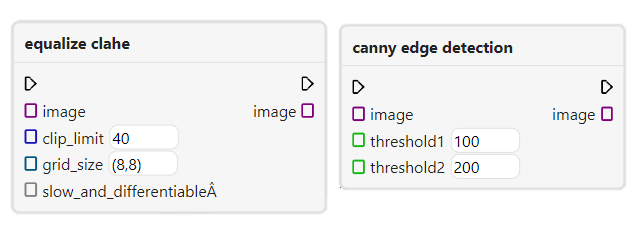 equalize clahe
image image
clip_limit 40
grid_size (8,8)
slow_and_differentiableÂ
canny edge detection
image image
threshold1 100
threshold2 200